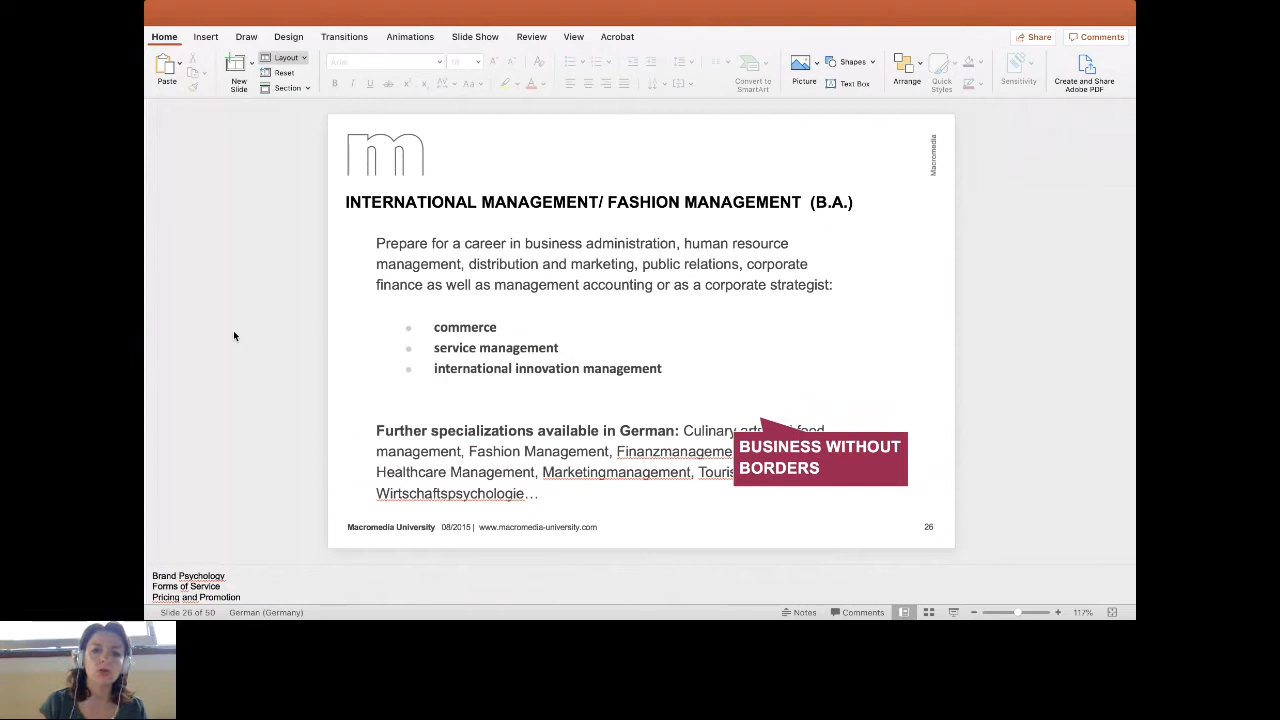 Home Insert Draw Design Transitions Animations Slide Show Review View Acrobat Share Comments
Paste
New Slide
Layout
Reset
Section
Convert to SmartArt
Picture
Shapes
Text Box
Arrange
Quick Styles
Sensitivity
Create and Share Adobe PDF
m
Macromedia
INTERNATIONAL MANAGEMENT/ FASHION MANAGEMENT (B.A.)
Prepare for a career in business administration, human resource
management, distribution and marketing, public relations, corporate
finance as well as management accounting or as a corporate strategist:
commerce
service management
international innovation management
Further specializations available in German: Culinary arts food
management, Fashion Management,
Healthcare Management, Marketingmanagement,
Wirtschaftspsychologie…
BUSINESS WITHOUT
BORDERS
Macromedia University 08/2015 | www.macromedia-university.com 26
Brand Psychology
Forms of Service
Pricing and Promotion
Slide 26 of 50 German (Germany) Notes Comments 117%